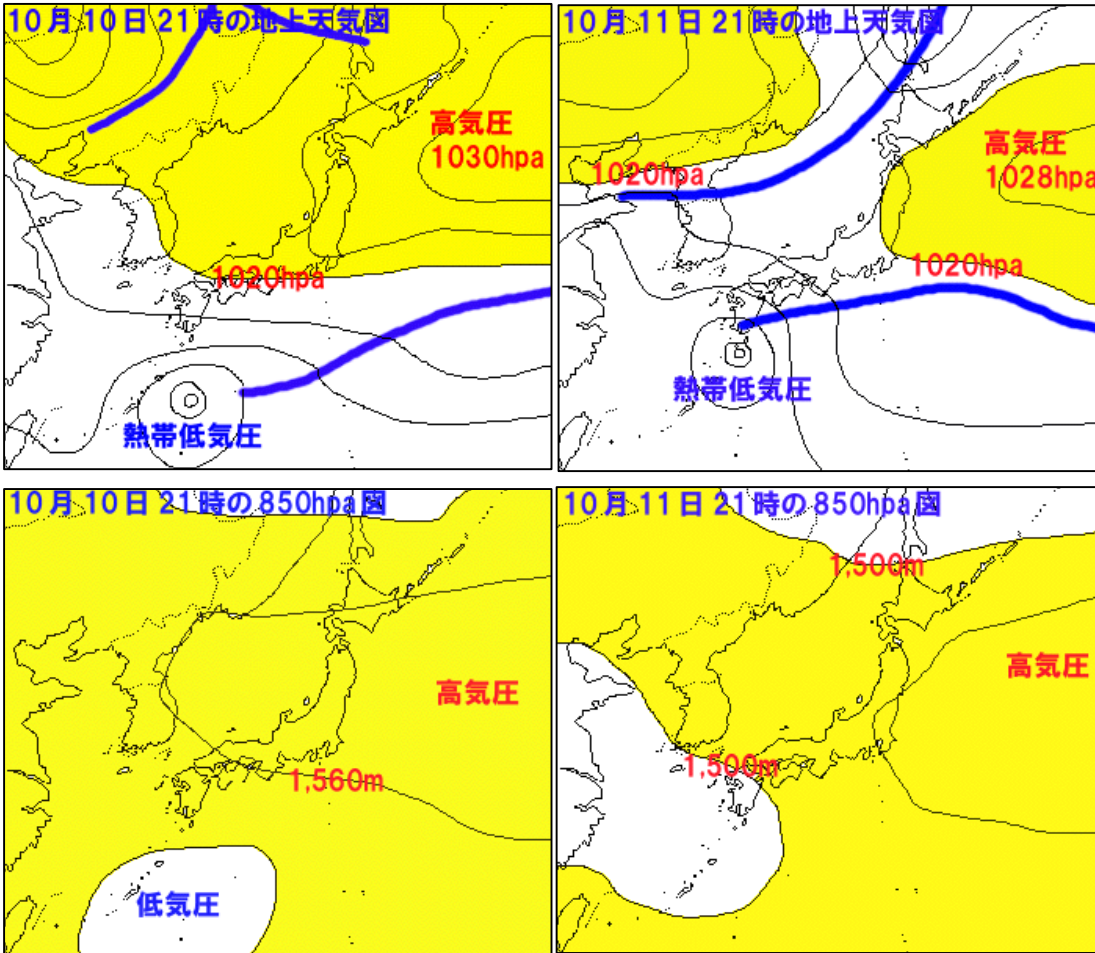 10月10日21時の地上天気図
高気圧
1030hpa
1020hpa
熱帯低気圧
10月11日21時の地上天気図
高気圧
1028hpa
1020hpa
1020hpa
熱帯低気圧
10月10日21時の850hpa図
高気圧
1,560m
低気圧
10月11日21時の850hpa図
1,500m
高気圧
1,500m